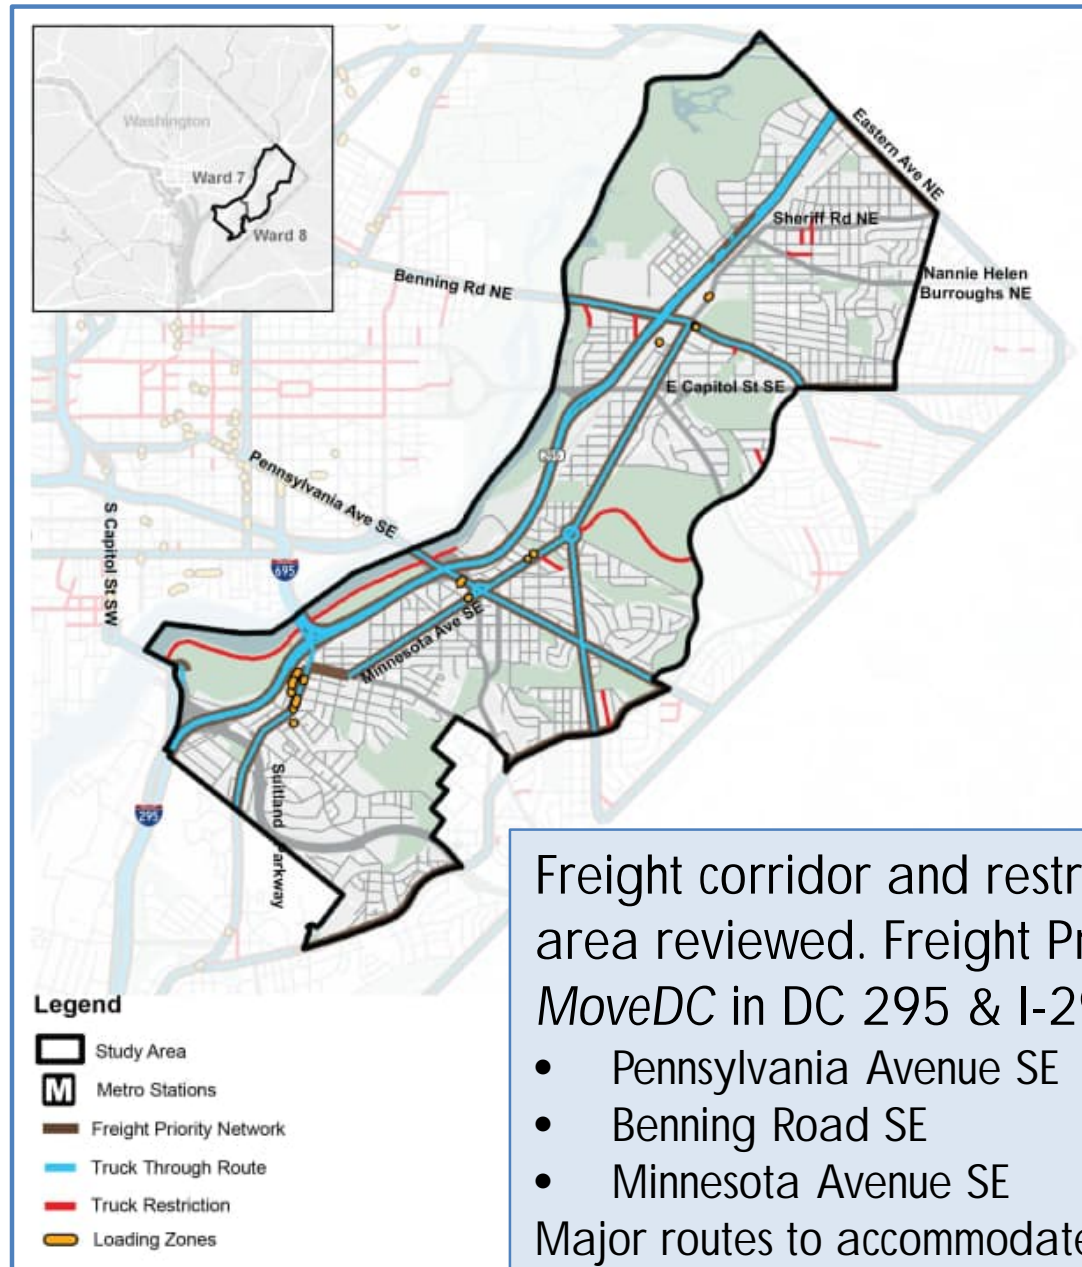 Washington
Ward 7
Ward 8
Eastern Ave NE
Sheriff Rd NE
Nannie Helen
Burroughs NE
Benning Rd NE
E Capitol St SE
Pennsylvania Ave SE
S Capitol St SW
695
Minnesota Ave SE
295
Suitland Parkway
Legend
Study Area
M Metro Stations
Freight Priority Network
Truck Through Route
Truck Restriction
Loading Zones
Freight corridor and restr
area reviewed. Freight Pr
MoveDC in DC 295 & I-29
• Pennsylvania Avenue SE
• Benning Road SE
• Minnesota Avenue SE
Major routes to accommodate